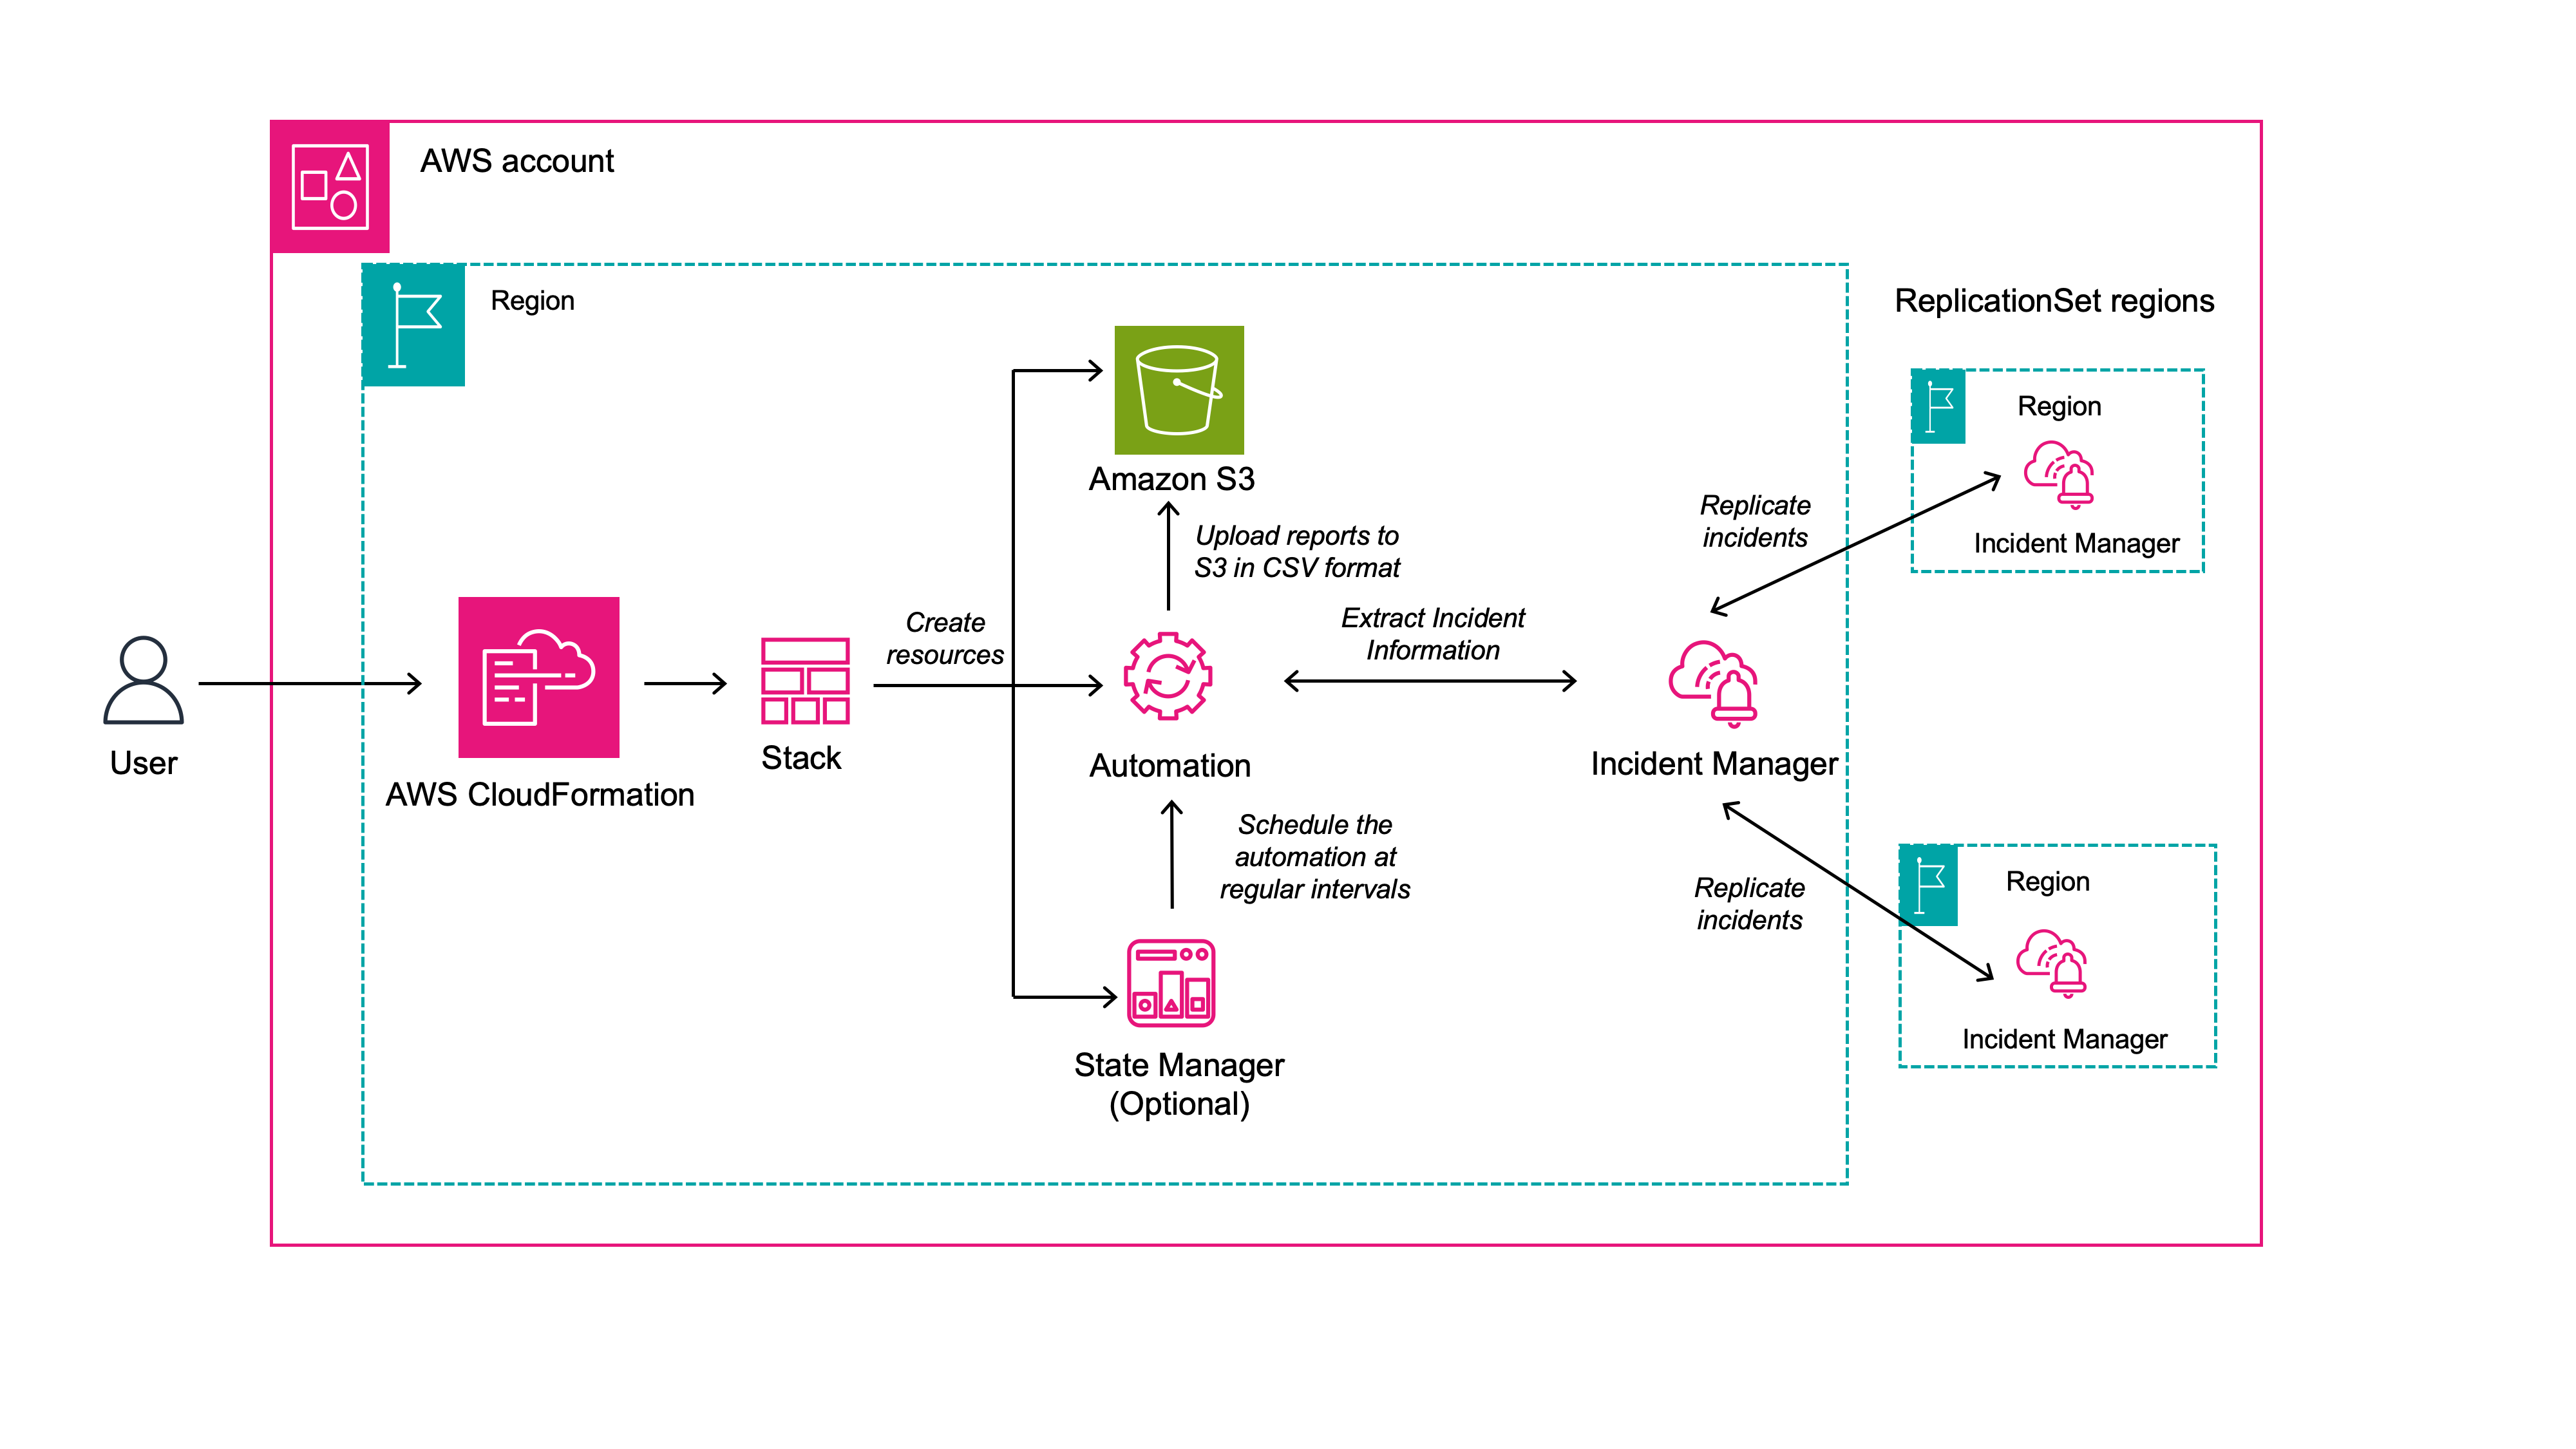 AWS account
Region
ReplicationSet regions
Region
Incident Manager
Amazon S3
Replicate
incidents
Upload reports to
S3 in CSV format
Create
resources
Extract Incident
Information
User
AWS CloudFormation
Stack
Automation
Incident Manager
Schedule the
automation at
regular intervals
Replicate
incidents
Region
Incident Manager
State Manager
(Optional)